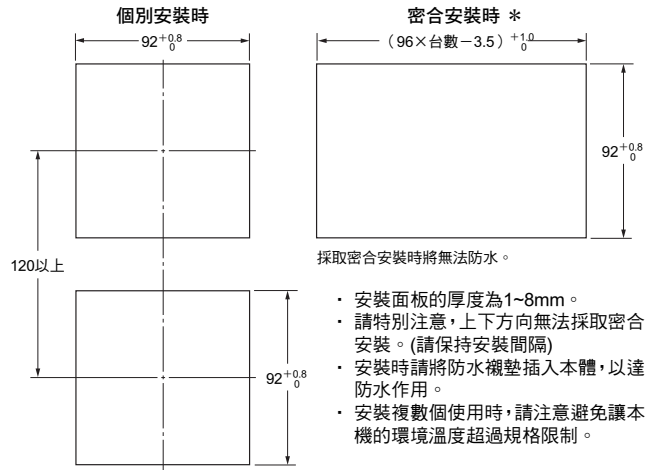 個別安裝時
92 +0.8 0
120以上
92 +0.8 0
密合安裝時 *
(96×台數-3.5) +1.0 0
92 +0.8 0
採取密合安裝時將無法防水。
・ 安裝面板的厚度為1~8mm。
・ 請特別注意,上下方向無法採取密合
安裝。(請保持安裝間隔)
・ 安裝時請將防水襯墊插入本體,以達
防水作用。
・ 安裝複數個使用時,請注意避免讓本
機的環境溫度超過規格限制。